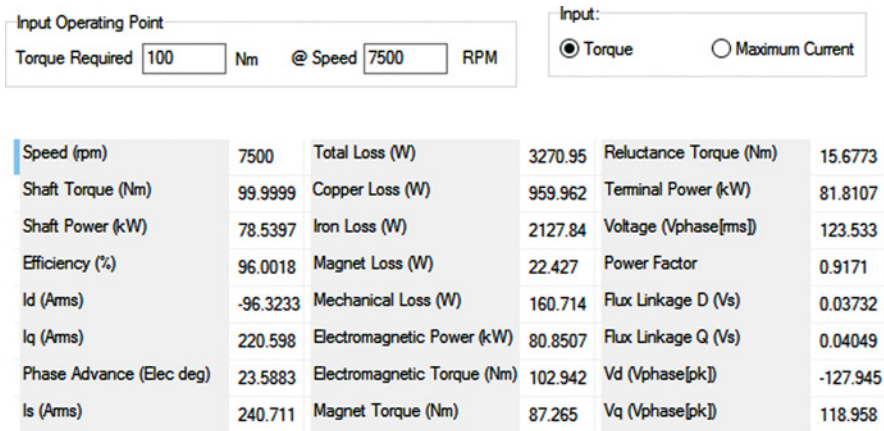 Input Operating Point
Torque Required 100 Nm @ Speed 7500 RPM
Input:
Torque Maximum Current
Speed (rpm) 7500 Total Loss (W) 3270.95 Reluctance Torque (Nm) 15.6773
Shaft Torque (Nm) 99.9999 Copper Loss (W) 959.962 Terminal Power (kW) 81.8107
Shaft Power (kW) 78.5397 Iron Loss (W) 2127.84 Voltage (Vphase[rms]) 123.533
Efficiency (%) 96.0018 Magnet Loss (W) 22.427 Power Factor 0.9171
Id (Arms) -96.3233 Mechanical Loss (W) 160.714 Flux Linkage D (Vs) 0.03732
Iq (Arms) 220.598 Electromagnetic Power (kW) 80.8507 Flux Linkage Q (Vs) 0.04049
Phase Advance (Elec deg) 23.5883 Electromagnetic Torque (Nm) 102.942 Vd (Vphase[pk]) -127.945
Is (Arms) 240.711 Magnet Torque (Nm) 87.265 Vq (Vphase[pk]) 118.958